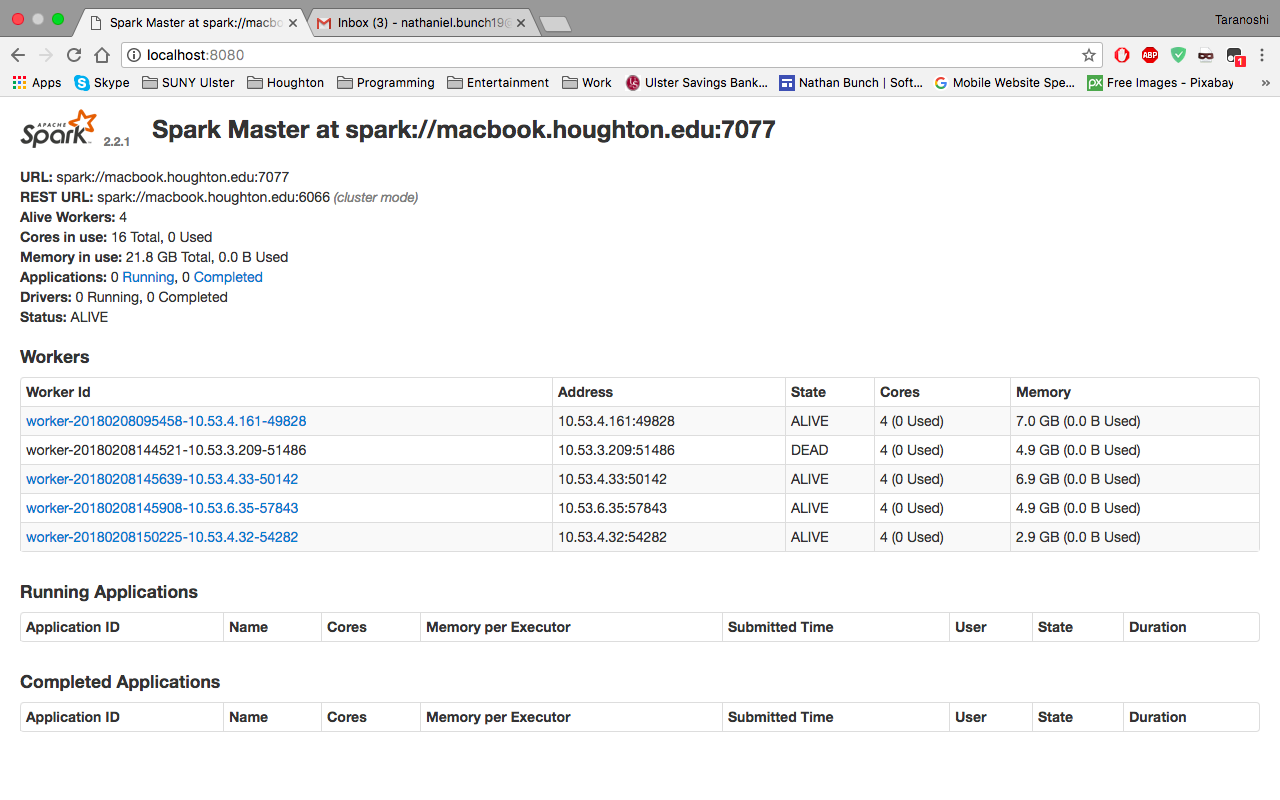 Spark Master at spark://macbo
Inbox (3) - nathaniel.bunch19@
Taranoshi
localhost:8080
ABP
1
Apps
Skype
SUNY Ulster
Houghton
Programming
Entertainment
Work
Ulster Savings Bank...
Nathan Bunch | Soft...
G
Mobile Website Spe...
px
Free Images - Pixabay
»
APACHE
Spark
2.2.1
Spark Master at spark://macbook.houghton.edu:7077
URL: spark://macbook.houghton.edu:7077
REST URL: spark://macbook.houghton.edu:6066 (cluster mode)
Alive Workers: 4
Cores in use: 16 Total, 0 Used
Memory in use: 21.8 GB Total, 0.0 B Used
Applications: 0 Running, 0 Completed
Drivers: 0 Running, 0 Completed
Status: ALIVE
Workers
Worker Id Address State Cores Memory
worker-20180208095458-10.53.4.161-49828 10.53.4.161:49828 ALIVE 4 (0 Used) 7.0 GB (0.0 B Used)
worker-20180208144521-10.53.3.209-51486 10.53.3.209:51486 DEAD 4 (0 Used) 4.9 GB (0.0 B Used)
worker-20180208145639-10.53.4.33-50142 10.53.4.33:50142 ALIVE 4 (0 Used) 6.9 GB (0.0 B Used)
worker-20180208145908-10.53.6.35-57843 10.53.6.35:57843 ALIVE 4 (0 Used) 4.9 GB (0.0 B Used)
worker-20180208150225-10.53.4.32-54282 10.53.4.32:54282 ALIVE 4 (0 Used) 2.9 GB (0.0 B Used)
Running Applications
Application ID Name Cores Memory per Executor Submitted Time User State Duration
Completed Applications
Application ID Name Cores Memory per Executor Submitted Time User State Duration